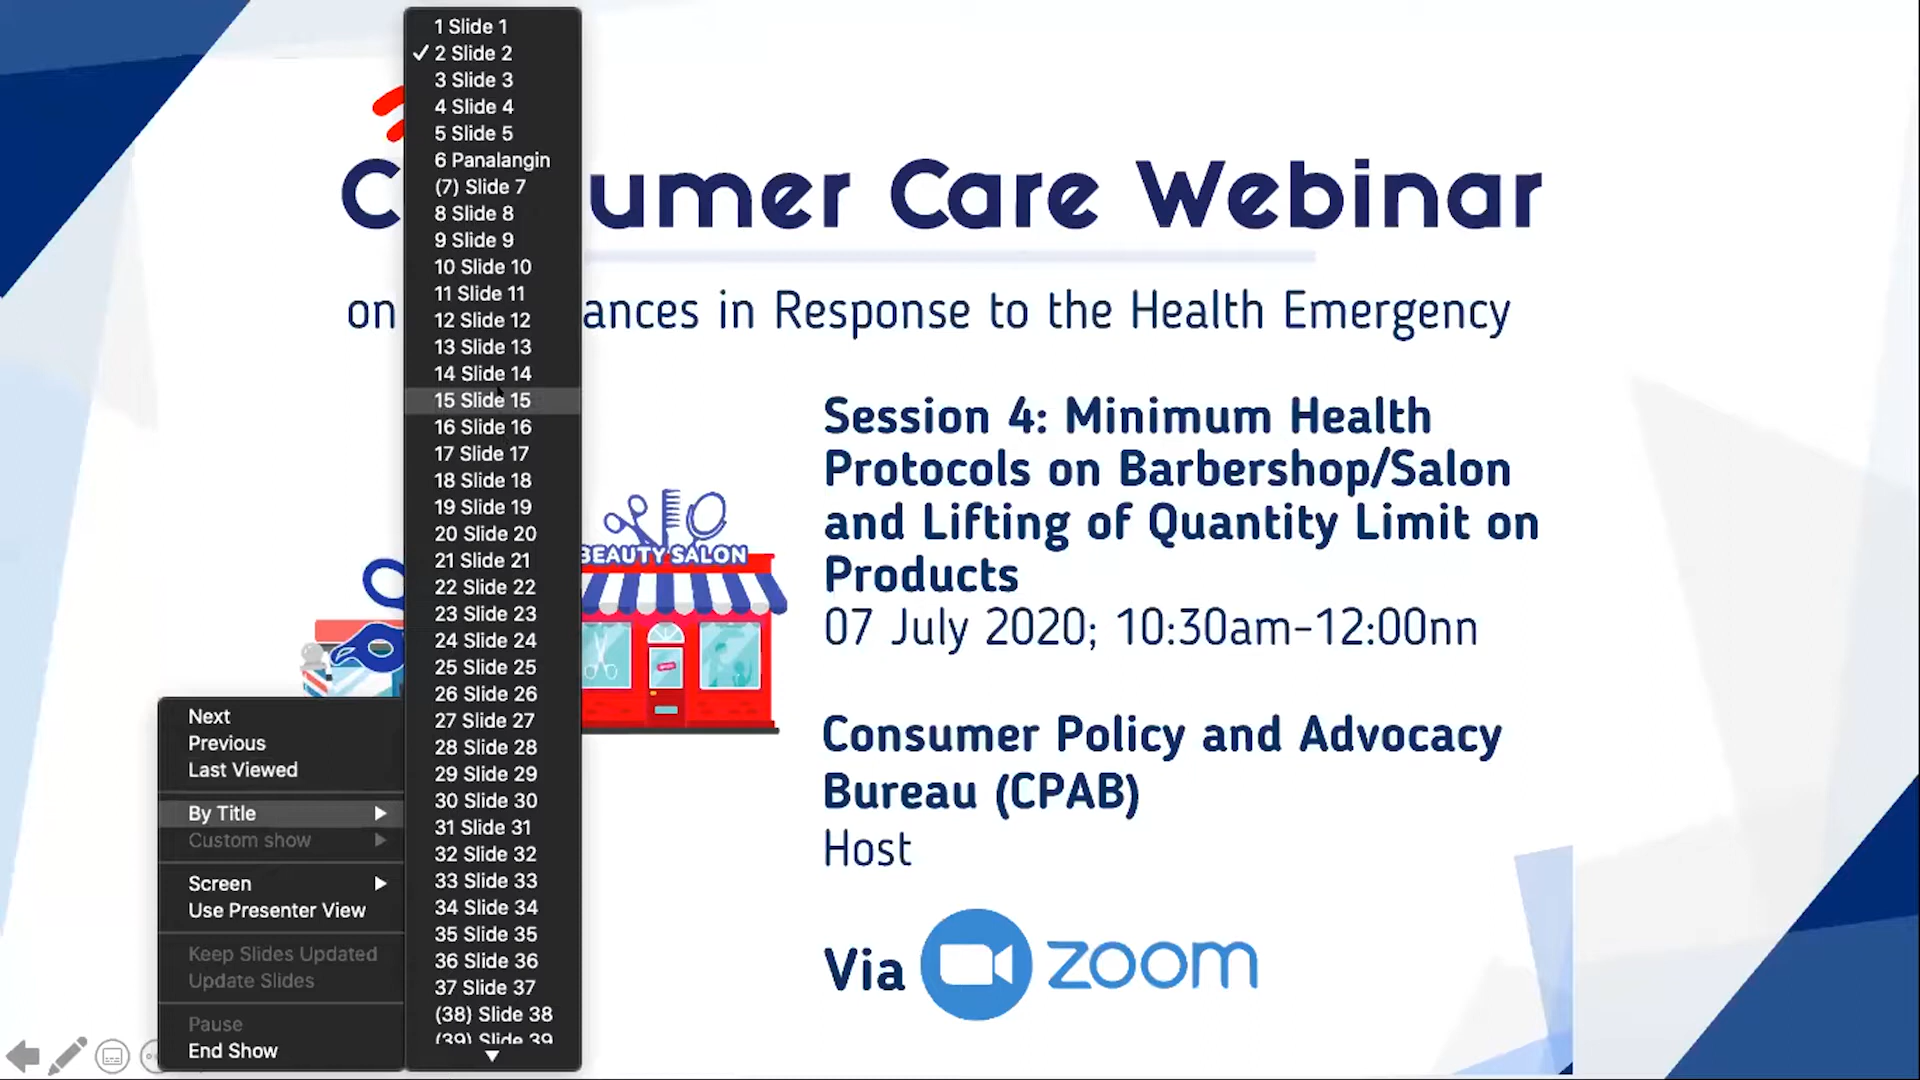 1 Slide 1
2 Slide 2
3 Slide 3
4 Slide 4
5 Slide 5
6 Panalangin
(7) Slide 7
8 Slide 8
9 Slide 9
10 Slide 10
11 Slide 11
12 Slide 12
13 Slide 13
14 Slide 14
15 Slide 15
16 Slide 16
17 Slide 17
18 Slide 18
19 Slide 19
20 Slide 20
21 Slide 21
22 Slide 22
23 Slide 23
24 Slide 24
25 Slide 25
26 Slide 26
27 Slide 27
28 Slide 28
29 Slide 29
30 Slide 30
31 Slide 31
32 Slide 32
33 Slide 33
34 Slide 34
35 Slide 35
36 Slide 36
37 Slide 37
(38) Slide 38
(39) Slide 39
Next
Previous
Last Viewed
By Title
Custom show
Screen
Use Presenter View
Keep Slides Updated
Update Slides
Pause
End Show
C umer Care Webinar
on ances in Response to the Health Emergency
BEAUTY SALON
Session 4: Minimum Health
Protocols on Barbershop/Salon
and Lifting of Quantity Limit on
Products
07 July 2020; 10:30am-12:00nn
Consumer Policy and Advocacy
Bureau (CPAB)
Host
Via zoom